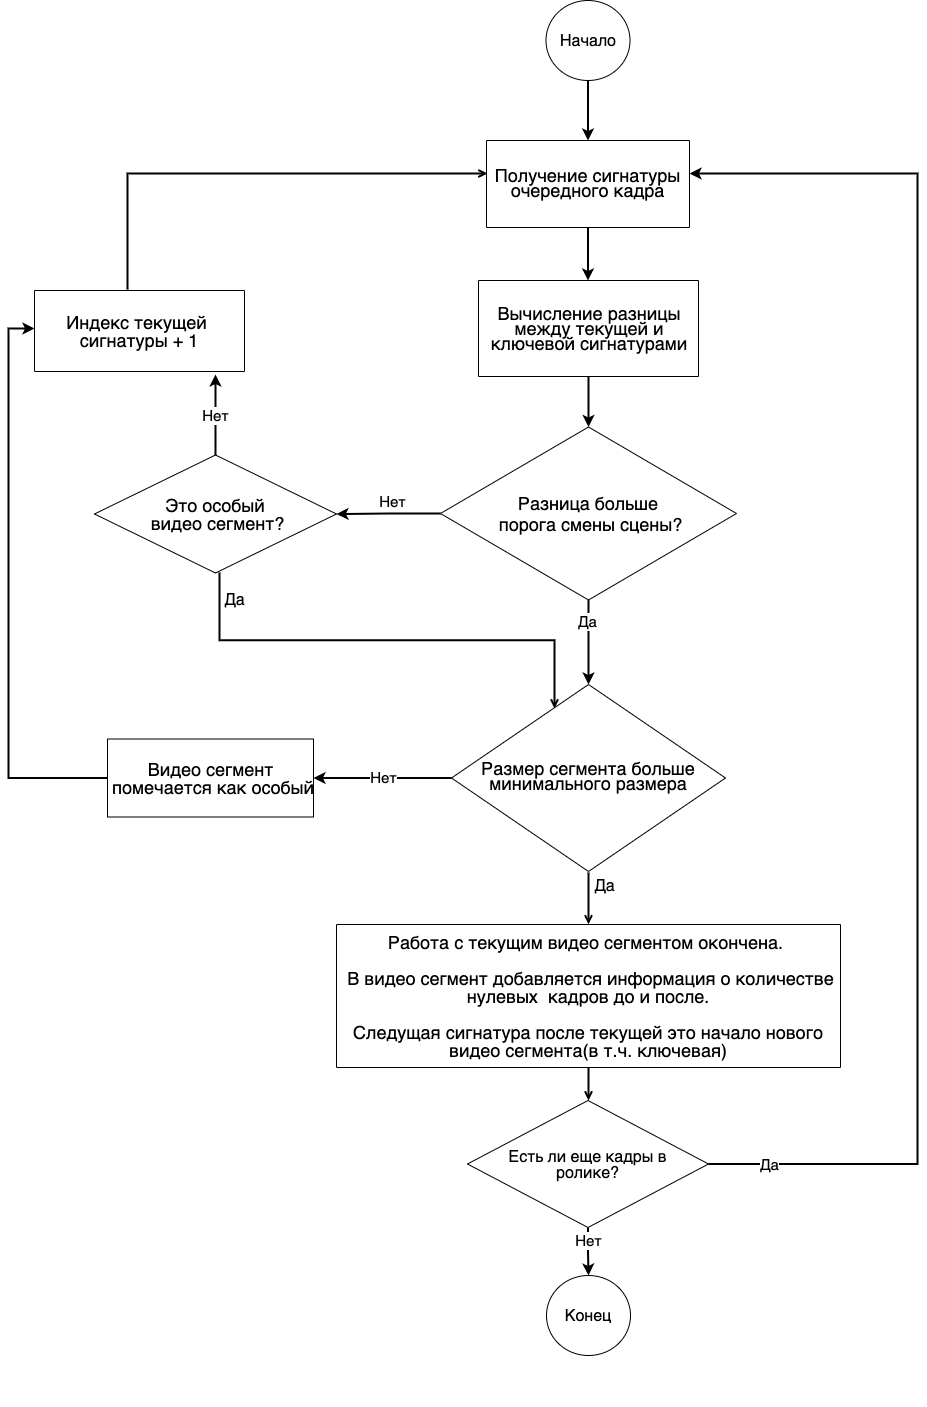 Начало
Получение сигнатуры
очередного кадра
Вычисление разницы
между текущей и
ключевой сигнатурами
Индекс текущей
сигнатуры + 1
Нет
Разница больше
порога смены сцены?
Нет
Это особый
видео сегмент?
Да
Да
Размер сегмента больше
минимального размера
Нет
Видео сегмент
помечается как особый
Да
Работа с текущим видео сегментом окончена.
В видео сегмент добавляется информация о количестве
нулевых кадров до и после.
Следущая сигнатура после текущей это начало нового
видео сегмента(в т.ч. ключевая)
Есть ли еще кадры в
ролике?
Да
Нет
Конец